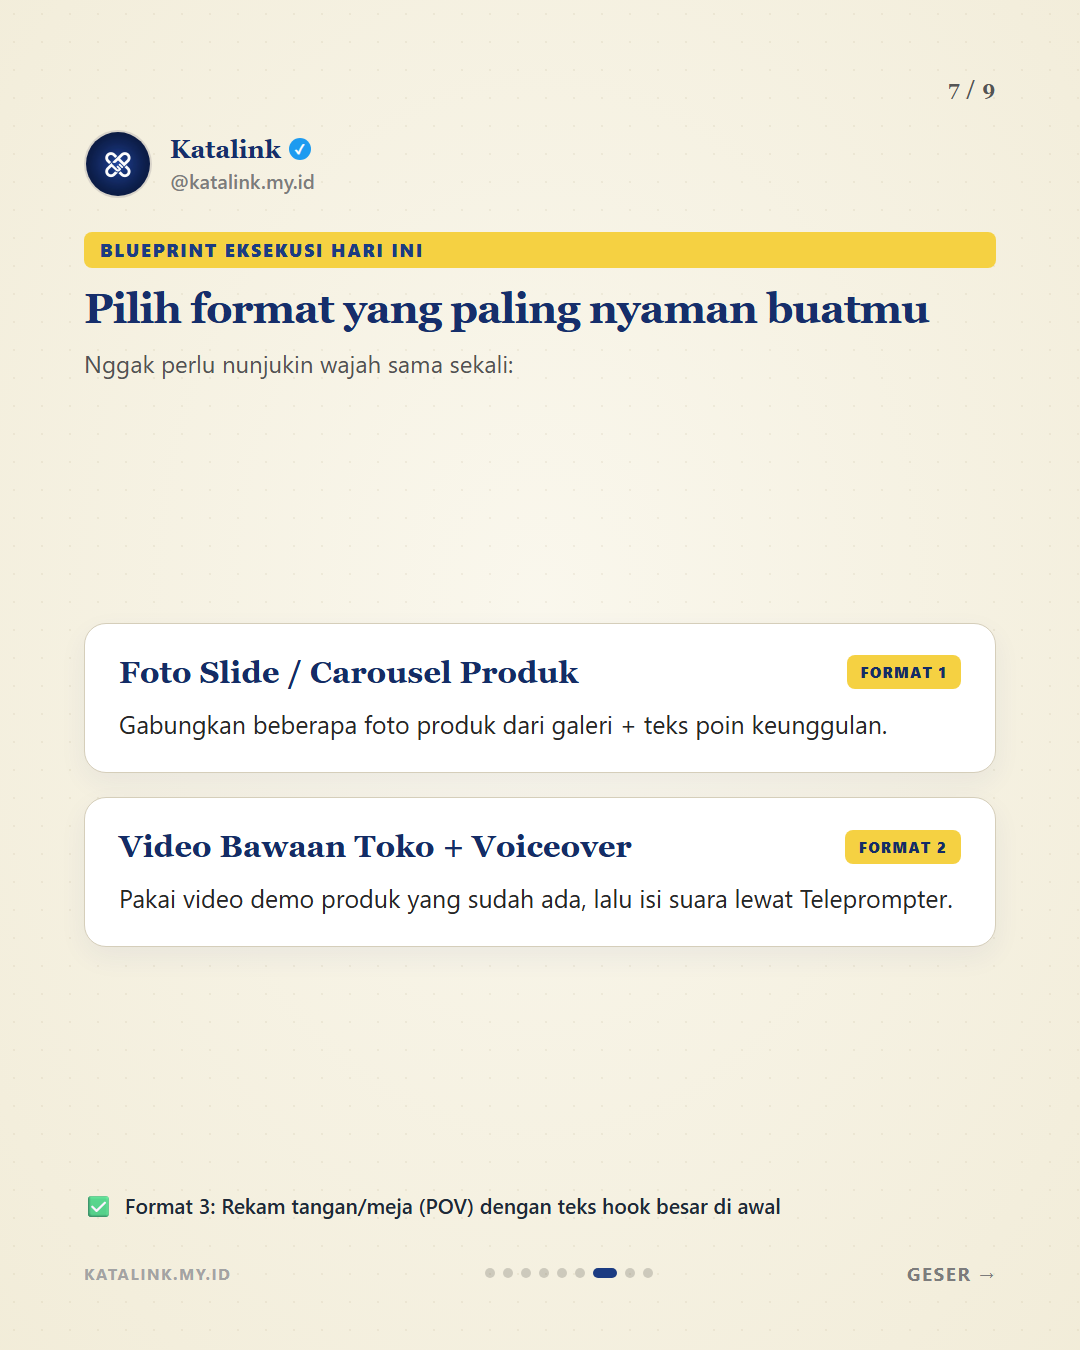 7 / 9
Katalink
@katalink.my.id
BLUEPRINT EKSEKUSI HARI INI
Pilih format yang paling nyaman buatmu
Nggak perlu nunjukin wajah sama sekali:
Foto Slide / Carousel Produk
FORMAT 1
Gabungkan beberapa foto produk dari galeri + teks poin keunggulan.
Video Bawaan Toko + Voiceover
FORMAT 2
Pakai video demo produk yang sudah ada, lalu isi suara lewat Teleprompter.
✅ Format 3: Rekam tangan/meja (POV) dengan teks hook besar di awal
KATALINK.MY.ID
GESER →